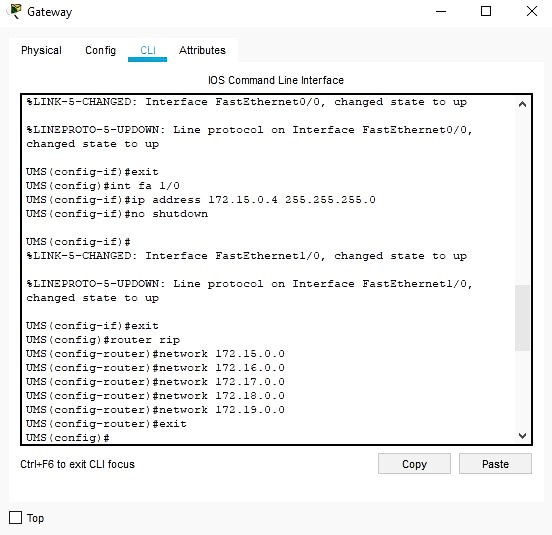 Gateway
Physical Config CLI Attributes
IOS Command Line Interface
%LINK-5-CHANGED: Interface FastEthernet0/0, changed state to up
%LINEPROTO-5-UPDOWN: Line protocol on Interface FastEthernet0/0,
changed state to up
UMS(config-if)#exit
UMS(config)#int fa 1/0
UMS(config-if)#ip address 172.15.0.4 255.255.255.0
UMS(config-if)#no shutdown
UMS(config-if)#
%LINK-5-CHANGED: Interface FastEthernet1/0, changed state to up
%LINEPROTO-5-UPDOWN: Line protocol on Interface FastEthernet1/0,
changed state to up
UMS(config-if)#exit
UMS(config)#router rip
UMS(config-router)#network 172.15.0.0
UMS(config-router)#network 172.16.0.0
UMS(config-router)#network 172.17.0.0
UMS(config-router)#network 172.18.0.0
UMS(config-router)#network 172.19.0.0
UMS(config-router)#exit
UMS(config)#
Ctrl+F6 to exit CLI focus Copy Paste
Top